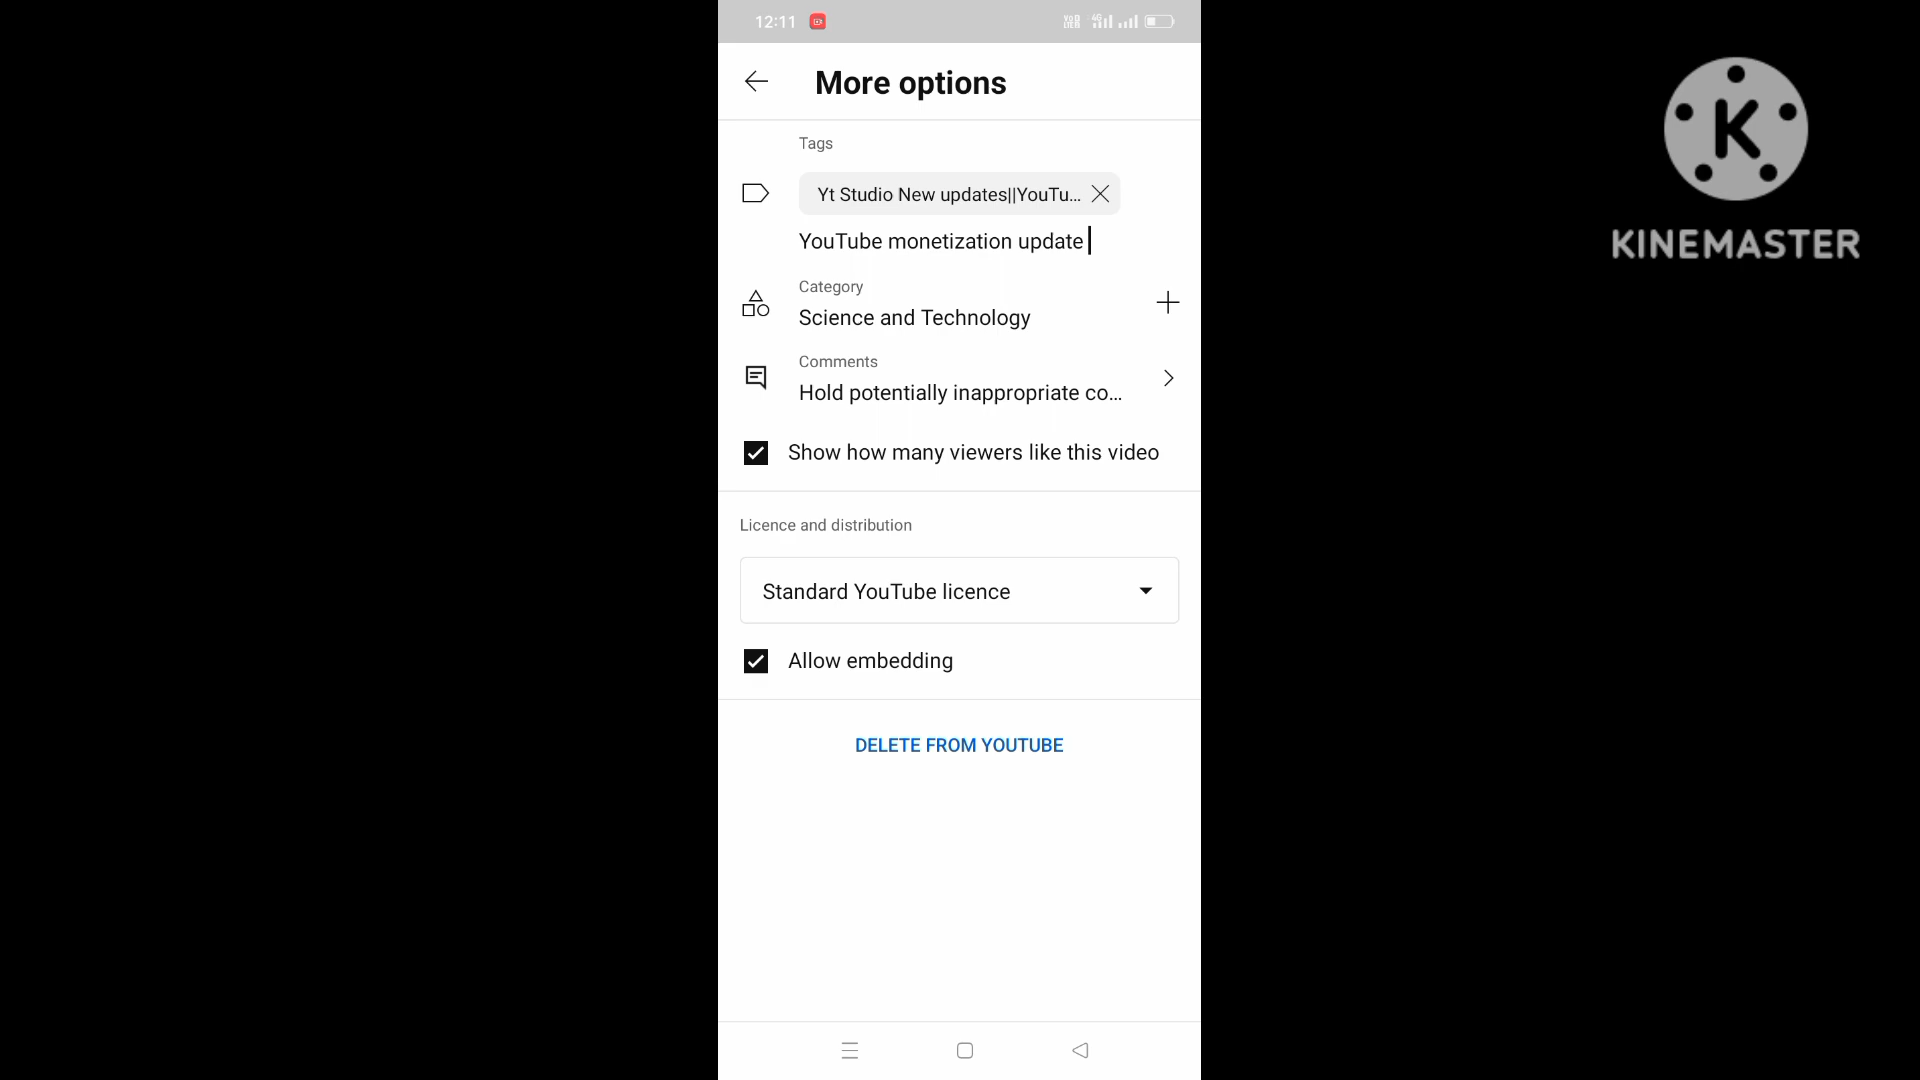 12:11
More options
Tags
Yt Studio New updates||YouTu...
YouTube monetization update
Category
Science and Technology
Comments
Hold potentially inappropriate co...
Show how many viewers like this video
Licence and distribution
Standard YouTube licence
Allow embedding
DELETE FROM YOUTUBE
K
KINEMASTER